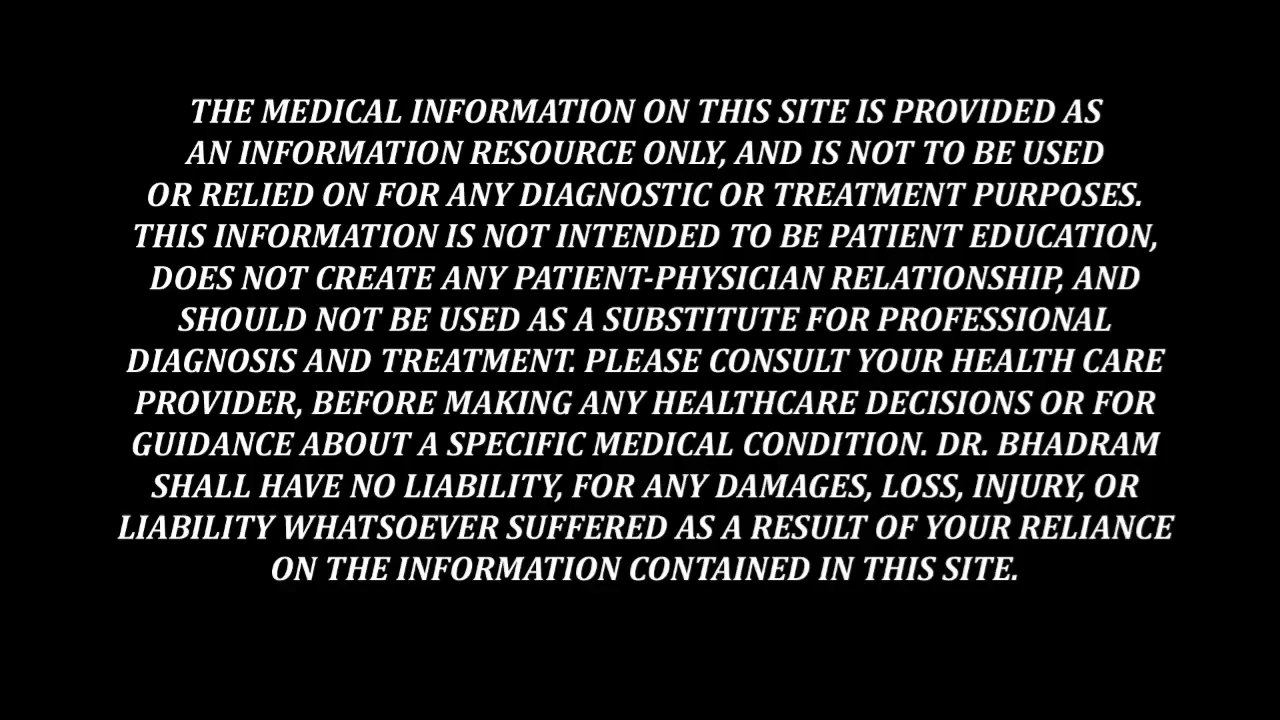 THE MEDICAL INFORMATION ON THIS SITE IS PROVIDED AS
AN INFORMATION RESOURCE ONLY, AND IS NOT TO BE USED
OR RELIED ON FOR ANY DIAGNOSTIC OR TREATMENT PURPOSES.
THIS INFORMATION IS NOT INTENDED TO BE PATIENT EDUCATION,
DOES NOT CREATE ANY PATIENT-PHYSICIAN RELATIONSHIP, AND
SHOULD NOT BE USED AS A SUBSTITUTE FOR PROFESSIONAL
DIAGNOSIS AND TREATMENT. PLEASE CONSULT YOUR HEALTH CARE
PROVIDER, BEFORE MAKING ANY HEALTHCARE DECISIONS OR FOR
GUIDANCE ABOUT A SPECIFIC MEDICAL CONDITION. DR. BHADRAM
SHALL HAVE NO LIABILITY, FOR ANY DAMAGES, LOSS, INJURY, OR
LIABILITY WHATSOEVER SUFFERED AS A RESULT OF YOUR RELIANCE
ON THE INFORMATION CONTAINED IN THIS SITE.